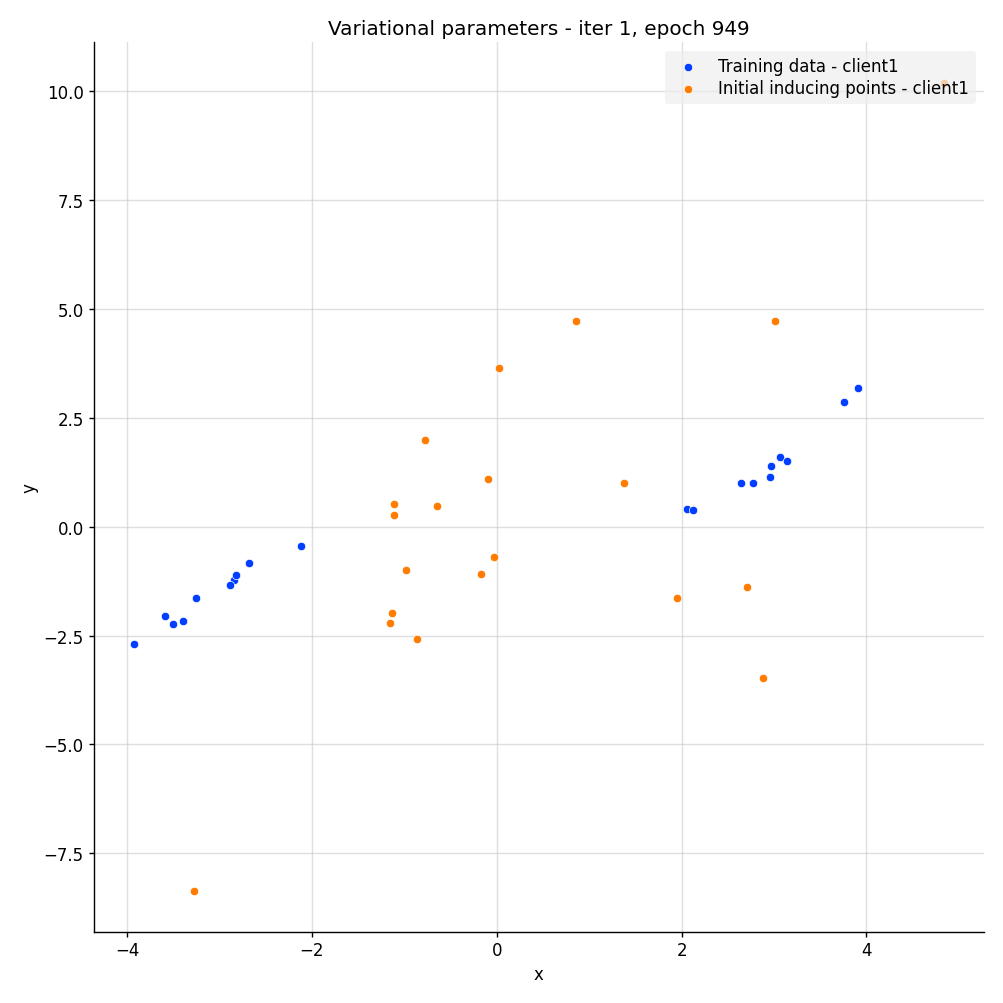 Variational parameters - iter 1, epoch 949
Training data - client1
Initial inducing points - client1
10.0
7.5
5.0
2.5
0.0
−2.5
−5.0
−7.5
y
−4
−2
0
2
4
x